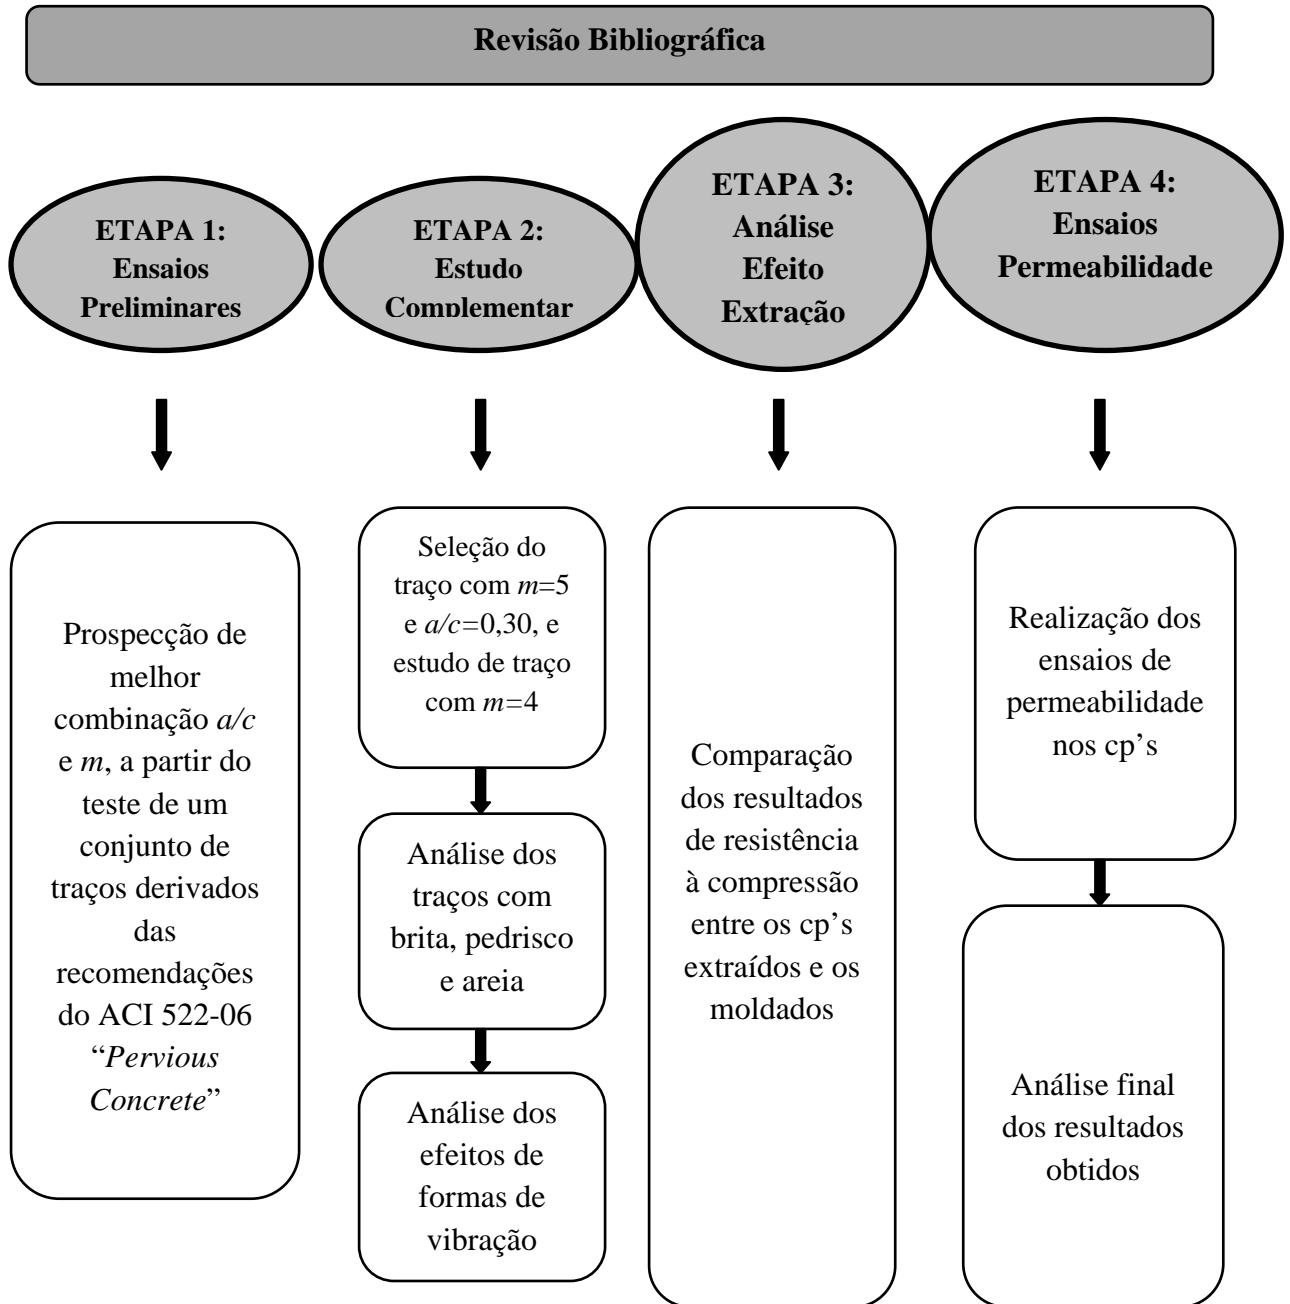 Revisão Bibliográfica
ETAPA 1:
Ensaios
Preliminares
ETAPA 2:
Estudo
Complementar
ETAPA 3:
Análise
Efeito
Extração
ETAPA 4:
Ensaios
Permeabilidade
Prospecção de
melhor
combinação a/c
e m, a partir do
teste de um
conjunto de
traços derivados
das
recomendações
do ACI 522-06
“Pervious
Concrete”
Seleção do
traço com m=5
e a/c=0,30, e
estudo de traço
com m=4
Análise dos
traços com
brita, pedrisco
e areia
Análise dos
efeitos de
formas de
vibração
Comparação
dos resultados
de resistência
à compressão
entre os cp’s
extraídos e os
moldados
Realização dos
ensaios de
permeabilidade
nos cp’s
Análise final
dos resultados
obtidos